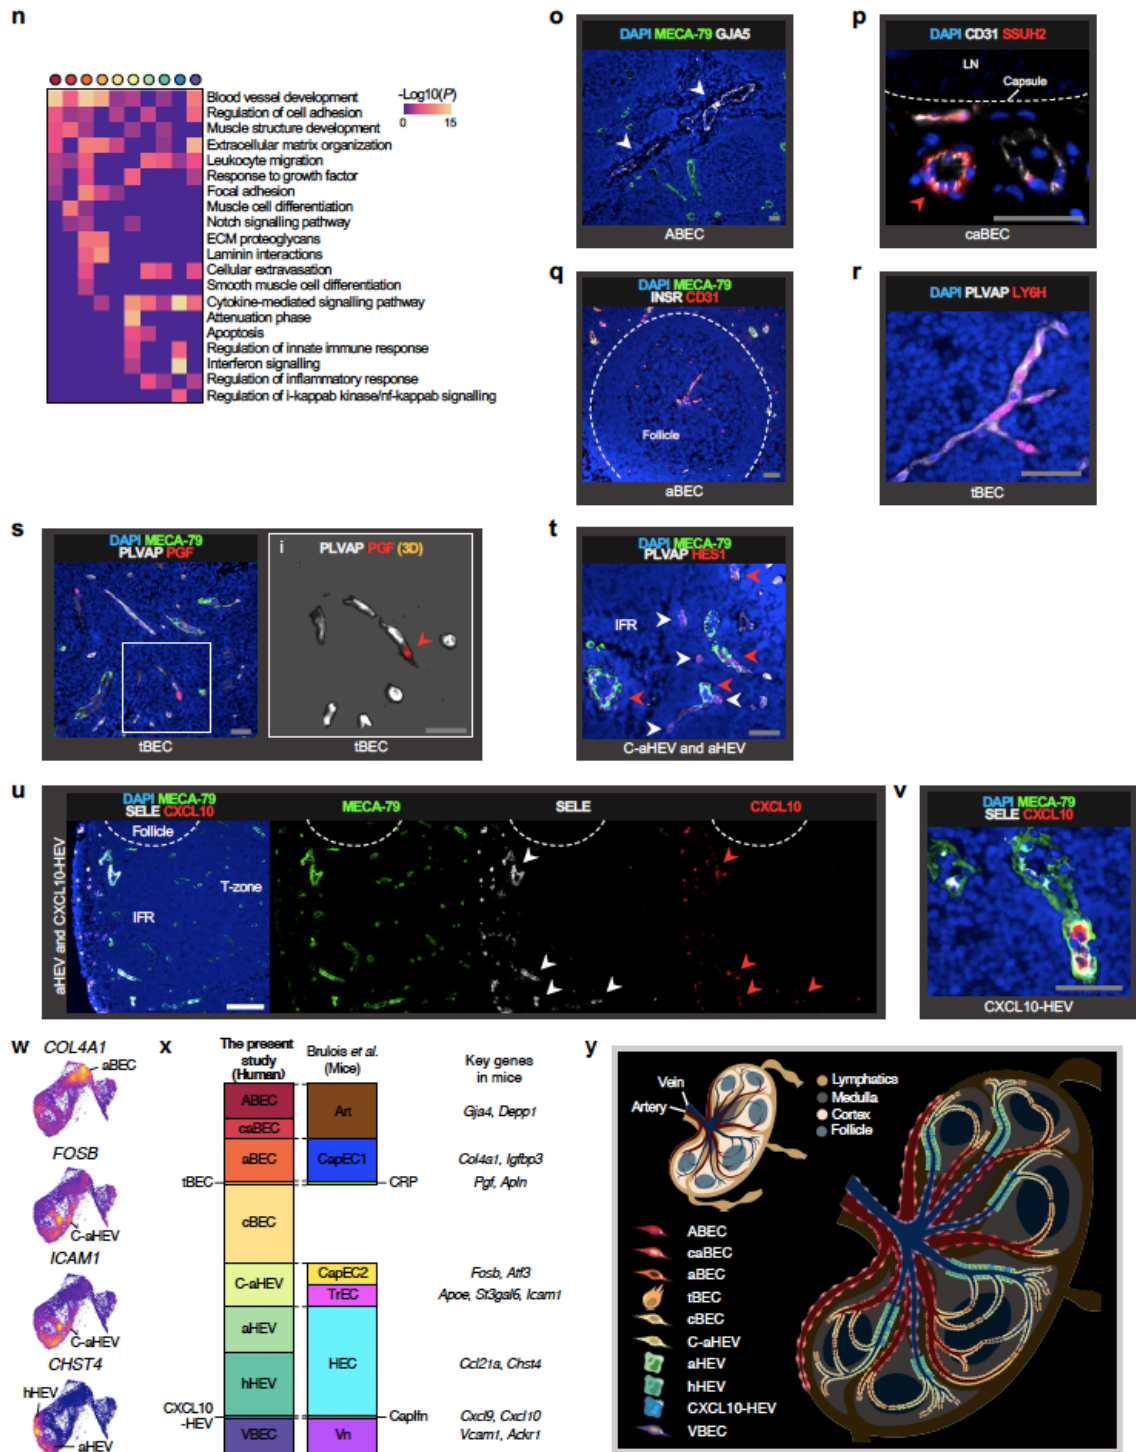 n
-Log10(P)
0 15
Blood vessel development
Regulation of cell adhesion
Muscle structure development
Extracellular matrix organization
Leukocyte migration
Response to growth factor
Focal adhesion
Muscle cell differentiation
Notch signalling pathway
ECM proteoglycans
Laminin interactions
Cellular extravasation
Smooth muscle cell differentiation
Cytokine-mediated signalling pathway
Attenuation phase
Apoptosis
Regulation of innate immune response
Interferon signalling
Regulation of inflammatory response
Regulation of i-kappab kinase/nf-kappab signalling
o
DAPI MECA-79 GJA5
ABEC
p
DAPI CD31 SSUH2
LN
Capsule
caBEC
q
DAPI MECA-79
INSR CD31
Follicle
aBEC
r
DAPI PLVAP LY6H
tBEC
s
DAPI MECA-79
PLVAP PGF
tBEC
i
PLVAP PGF (3D)
tBEC
t
DAPI MECA-79
PLVAP HES1
IFR
C-aHEV and aHEV
u
aHEV and CXCL10-HEV
DAPI MECA-79
SELE CXCL10
Follicle
T-zone
IFR
MECA-79
SELE
CXCL10
v
DAPI MECA-79
SELE CXCL10
CXCL10-HEV
w
COL4A1
aBEC
FOSB
C-aHEV
ICAM1
C-aHEV
CHST4
hHEV
aHEV
x
The present
study
(Human)
Brulois et al.
(Mice)
Key genes
in mice
ABEC
caBEC
Art
Gja4, Depp1
aBEC
CapEC1
Col4a1, Igfbp3
tBEC
CRP
Pgf, Apln
cBEC
C-aHEV
CapEC2
Fosb, Atf3
TrEC
Apoe, St3gal6, Icam1
aHEV
HEC
hHEV
Ccl21a, Chst4
CXCL10
-HEV
CapIfn
Cxcl9, Cxcl10
VBEC
Vn
Vcam1, Ackr1
y
Vein
Artery
Lymphatics
Medulla
Cortex
Follicle
ABEC
caBEC
aBEC
tBEC
cBEC
C-aHEV
aHEV
hHEV
CXCL10-HEV
VBEC